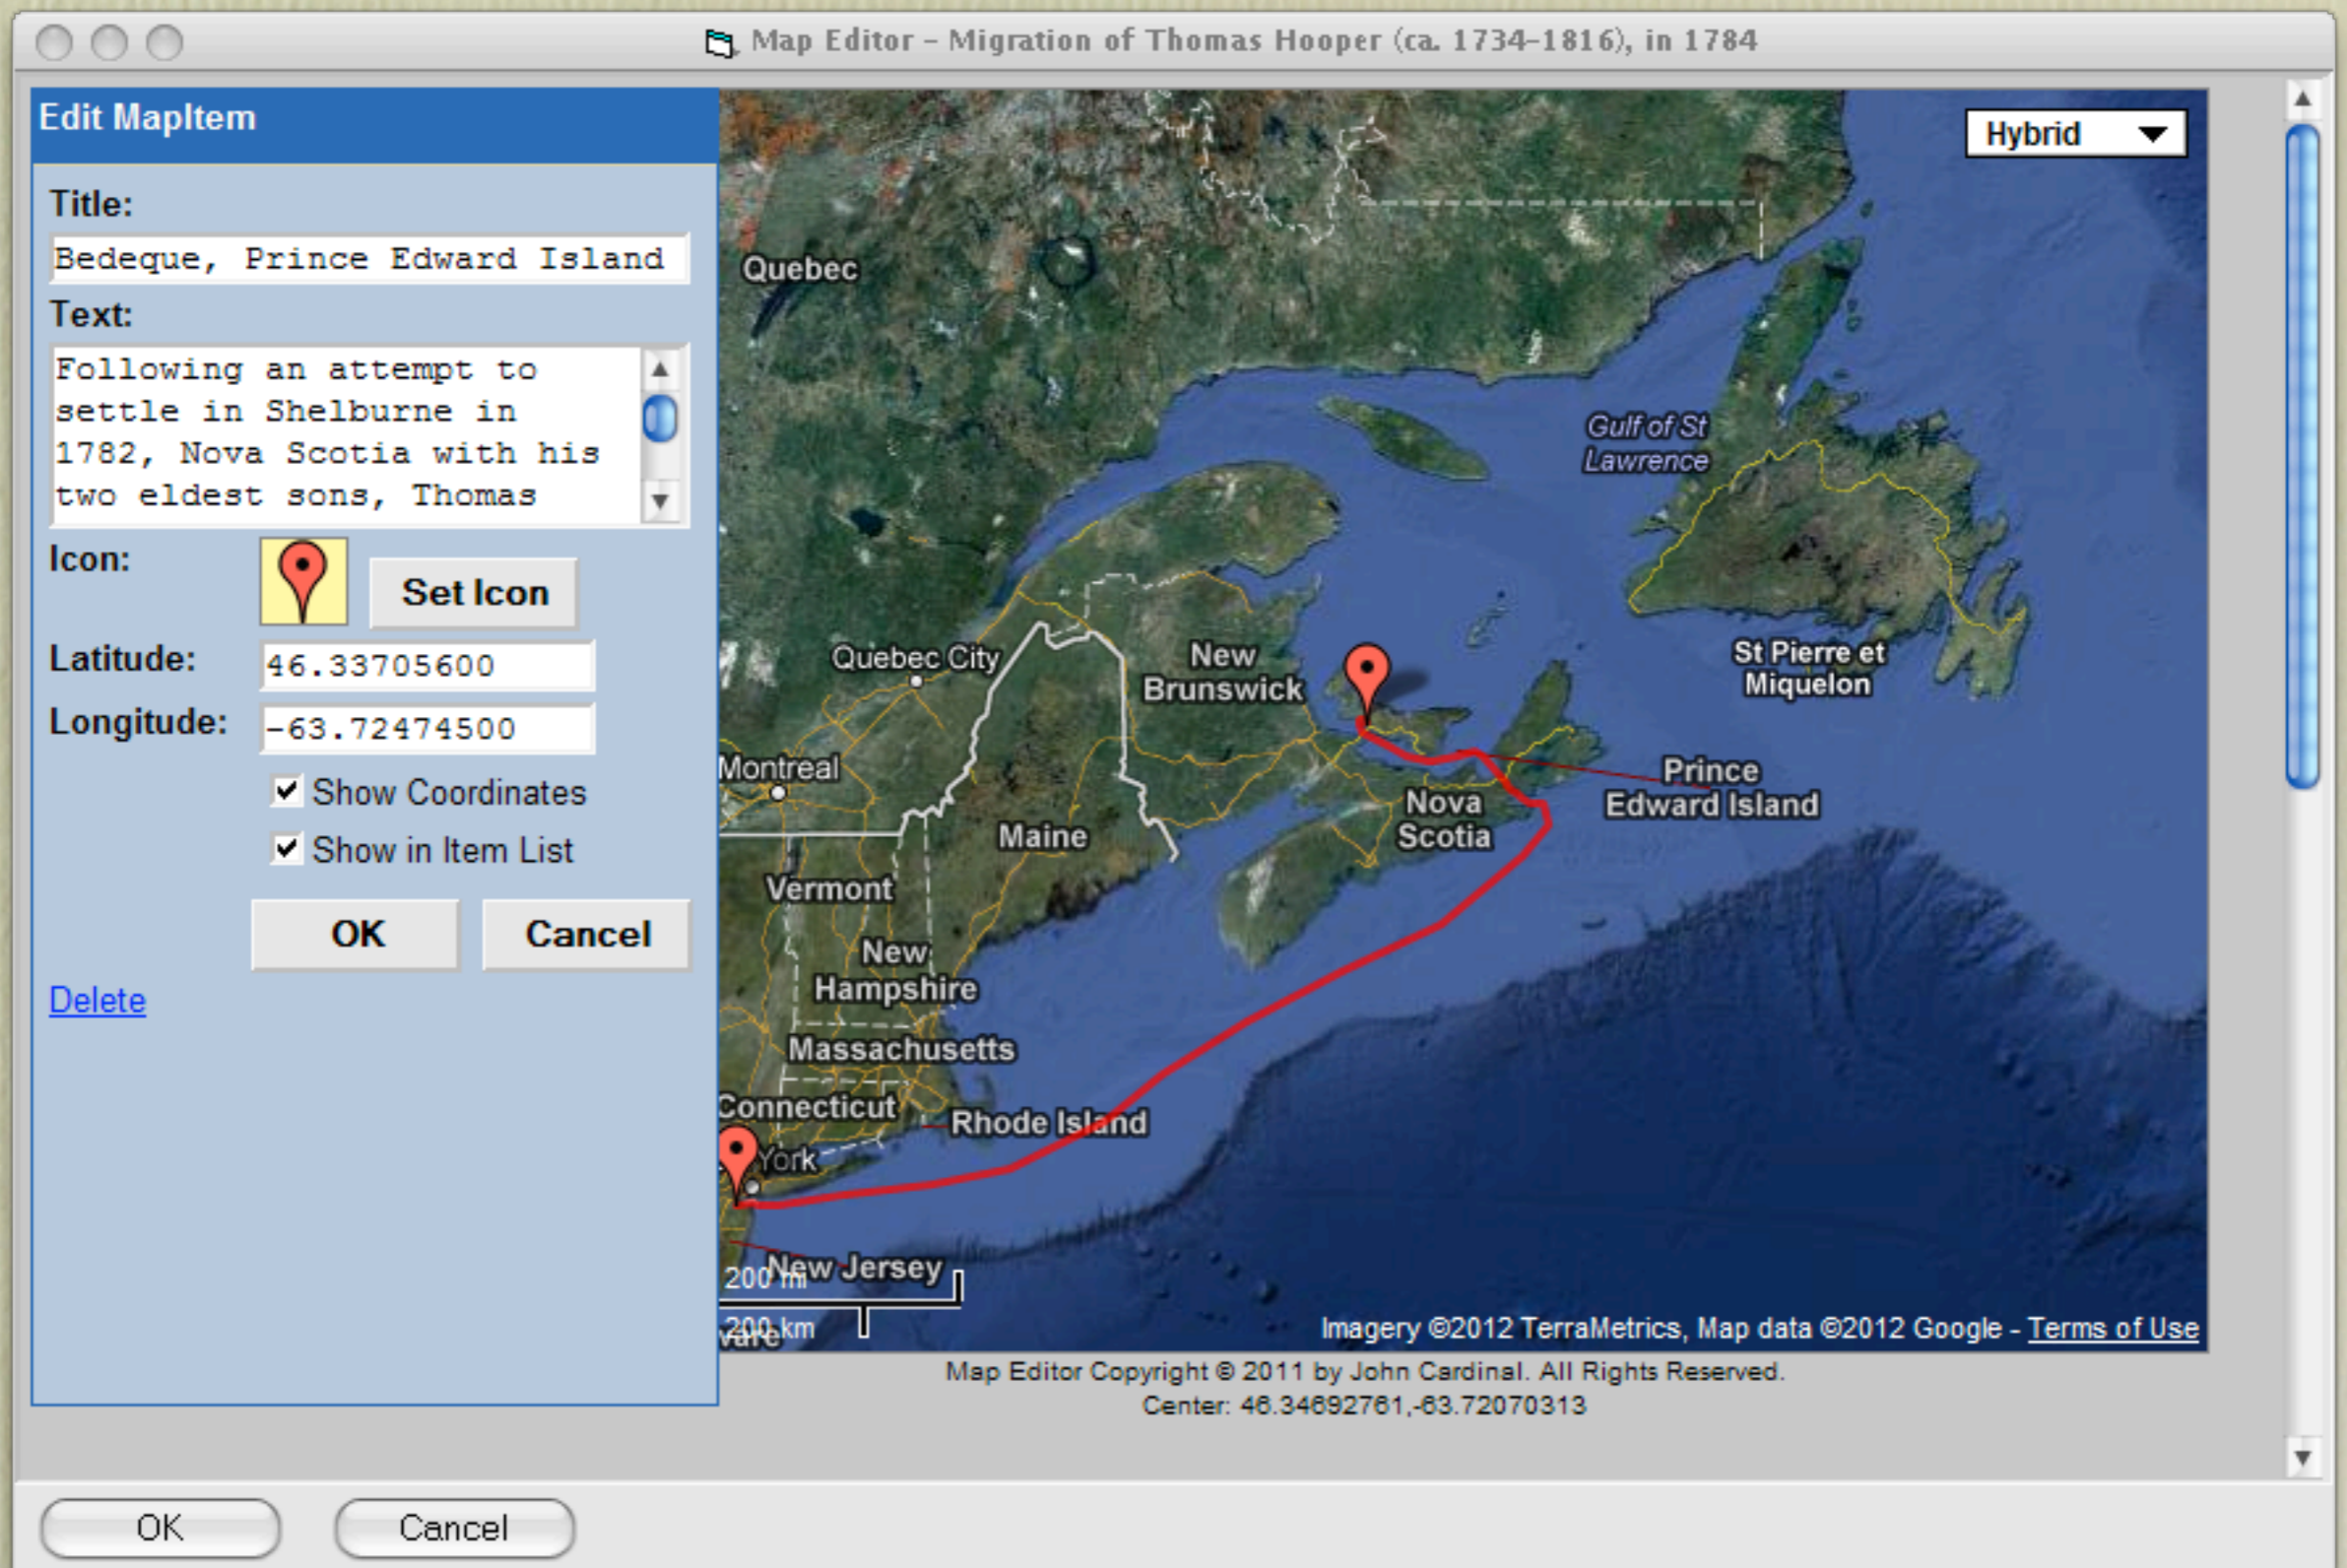 Map Editor – Migration of Thomas Hooper (ca. 1734–1816), in 1784
Edit MapItem
Title:
Bedeque, Prince Edward Island
Text:
Following an attempt to
settle in Shelburne in
1782, Nova Scotia with his
two eldest sons, Thomas
Icon:
Set Icon
Latitude:
46.33705600
Longitude:
-63.72474500
Show Coordinates
Show in Item List
OK
Cancel
Delete
Hybrid
Quebec
Gulf of St
Lawrence
Quebec City
New
Brunswick
St Pierre et
Miquelon
Montreal
Prince
Edward Island
Nova
Scotia
Maine
Vermont
New
Hampshire
Massachusetts
Connecticut
Rhode Island
York
New Jersey
200 mi
200 km
ware
Imagery ©2012 TerraMetrics, Map data ©2012 Google - Terms of Use
Map Editor Copyright © 2011 by John Cardinal. All Rights Reserved.
Center: 46.34692761,-63.72070313
OK
Cancel